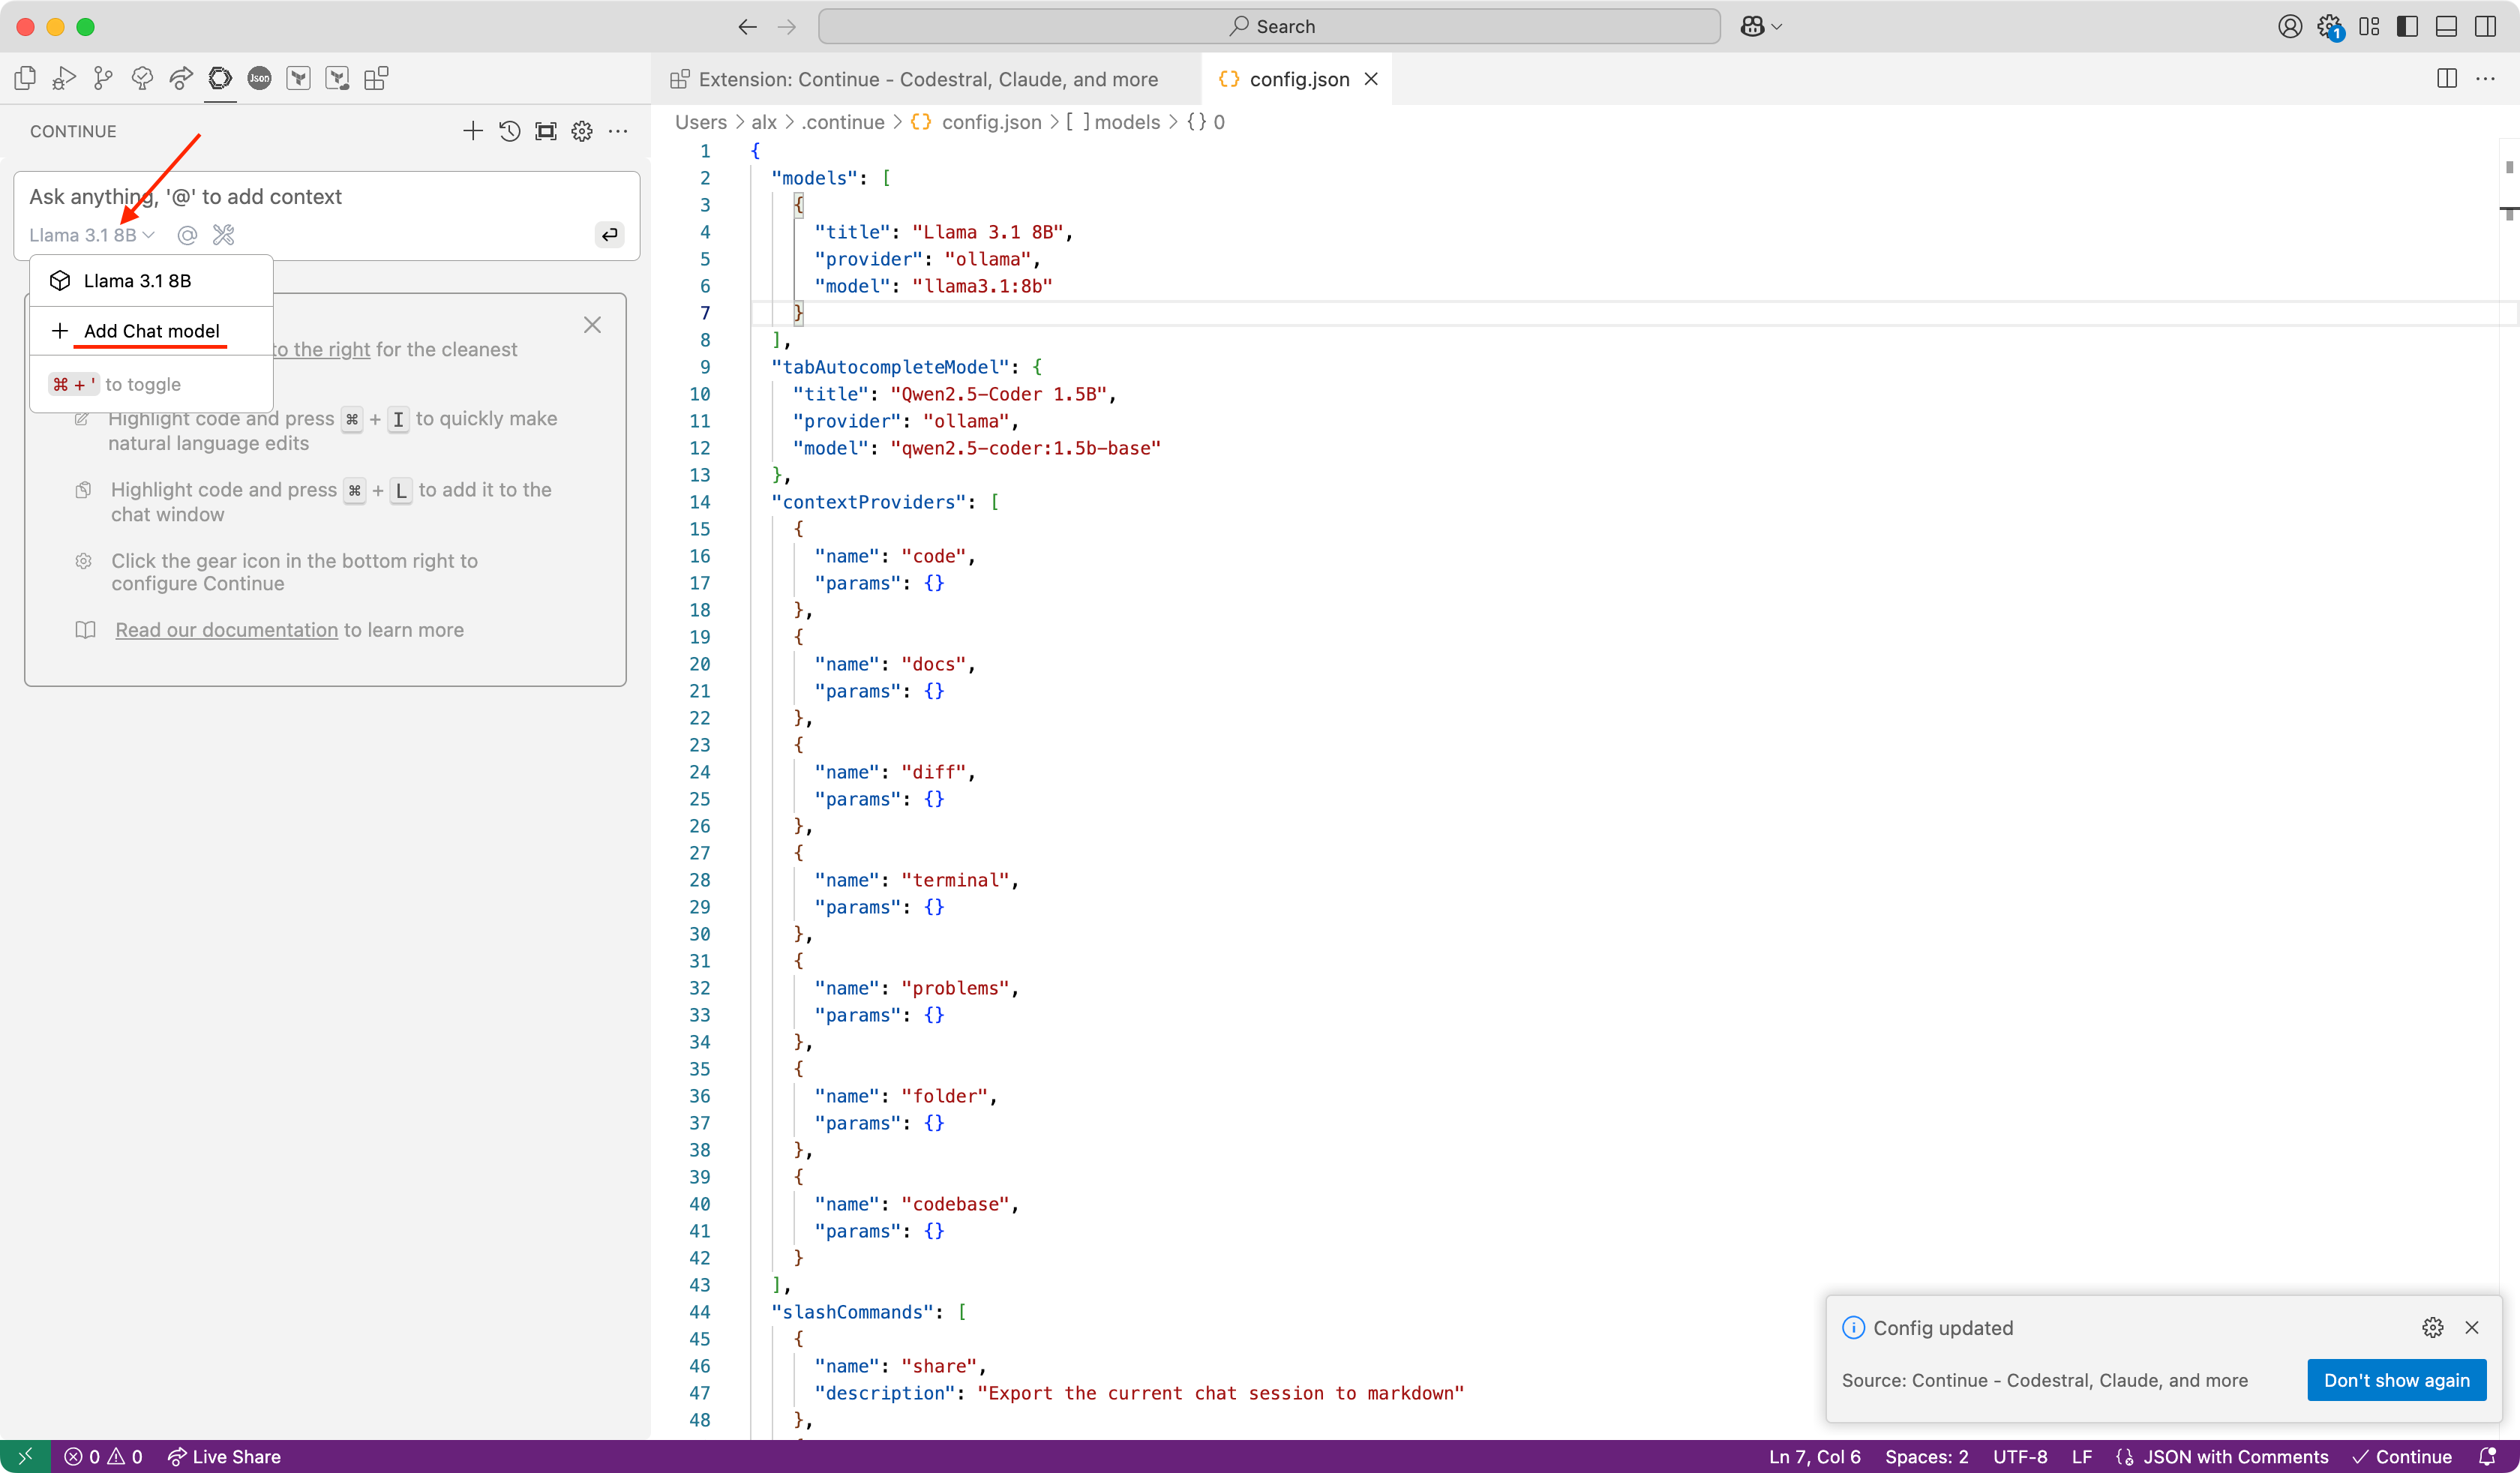 Search
1
Json
Extension: Continue - Codestral, Claude, and more
{} config.json
CONTINUE
Users > alx > .continue > {} config.json > [ ] models > {} 0
Ask anything, '@' to add context
Llama 3.1 8B
Llama 3.1 8B
Add Chat model
⌘ + ' to toggle
to the right for the cleanest
Highlight code and press ⌘ + I to quickly make
natural language edits
Highlight code and press ⌘ + L to add it to the
chat window
Click the gear icon in the bottom right to
configure Continue
Read our documentation to learn more
1 {
2 "models": [
3 {
4 "title": "Llama 3.1 8B",
5 "provider": "ollama",
6 "model": "llama3.1:8b"
7 }
8 ],
9 "tabAutocompleteModel": {
10 "title": "Qwen2.5-Coder 1.5B",
11 "provider": "ollama",
12 "model": "qwen2.5-coder:1.5b-base"
13 },
14 "contextProviders": [
15 {
16 "name": "code",
17 "params": {}
18 },
19 {
20 "name": "docs",
21 "params": {}
22 },
23 {
24 "name": "diff",
25 "params": {}
26 },
27 {
28 "name": "terminal",
29 "params": {}
30 },
31 {
32 "name": "problems",
33 "params": {}
34 },
35 {
36 "name": "folder",
37 "params": {}
38 },
39 {
40 "name": "codebase",
41 "params": {}
42 }
43 ],
44 "slashCommands": [
45 {
46 "name": "share",
47 "description": "Export the current chat session to markdown"
48 },
Config updated
Source: Continue - Codestral, Claude, and more
Don't show again
0 0 Live Share
Ln 7, Col 6 Spaces: 2 UTF-8 LF JSON with Comments Continue